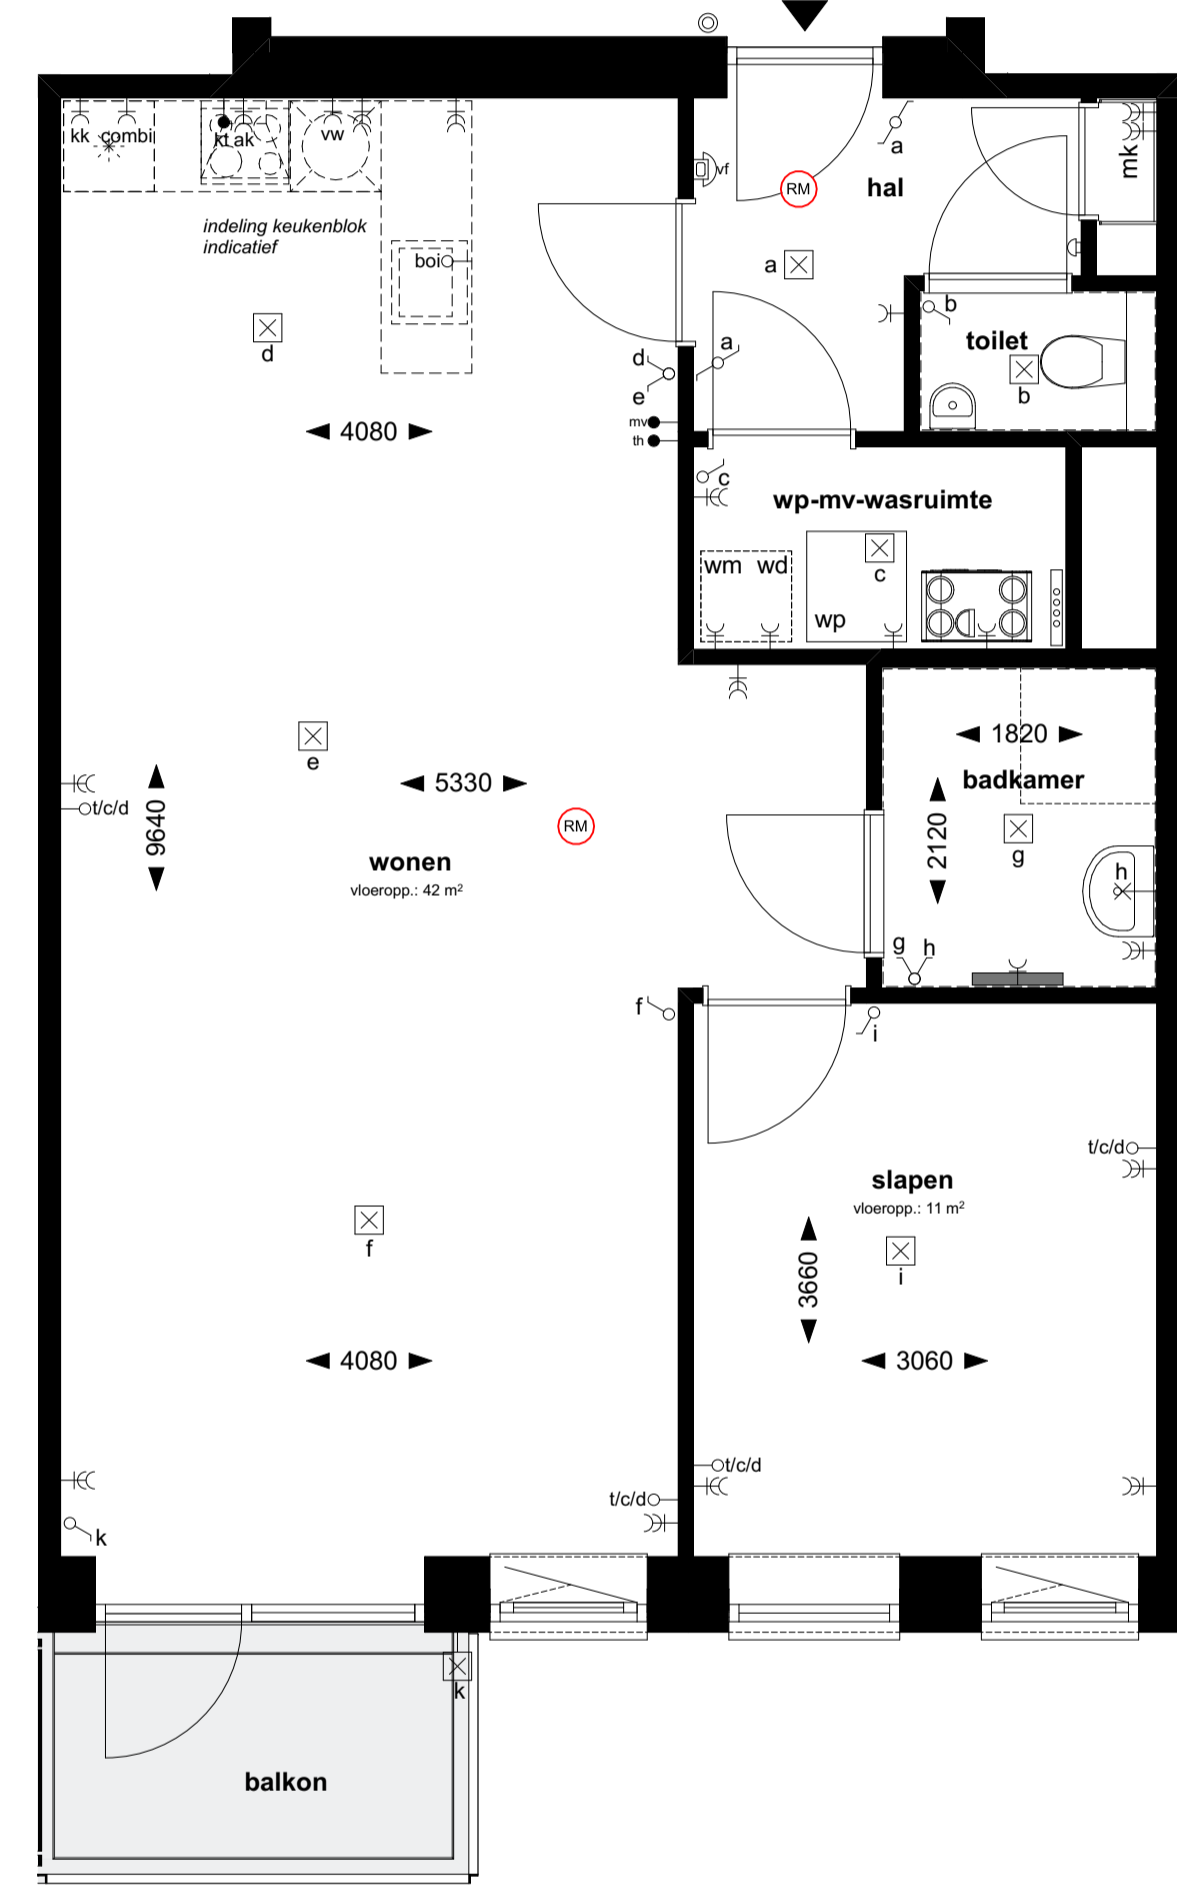 kk combi
kt ak
vw
indeling keukenblok
indicatief
boi
d
vf
RM
hal
a
a
mk
b
toilet
b
a
d
e
mv
th
4080
c
wp-mv-wasruimte
wm wd
wp
c
e
5330
9640
t/c/d
RM
wonen
vloeropp.: 42 m²
1820
badkamer
2120
g
h
g
h
f
i
t/c/d
slapen
vloeropp.: 11 m²
i
3660
3060
f
4080
t/c/d
t/c/d
k
k
balkon